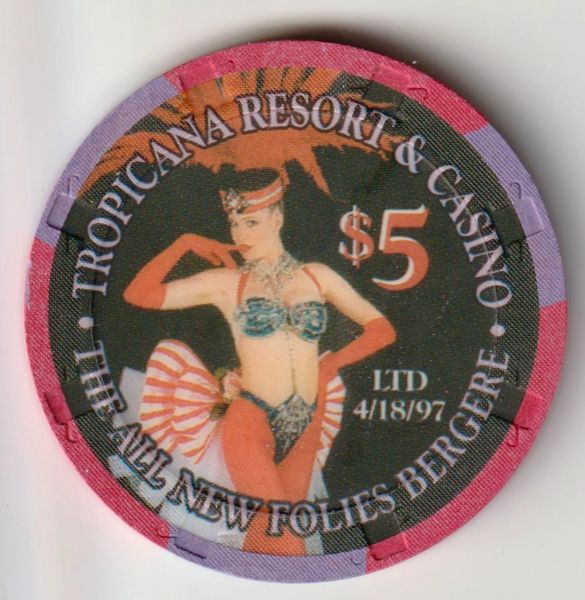 • TROPICANA RESORT & CASINO •
$5
LTD
4/18/97
THE ALL NEW FOLIES BERGERE